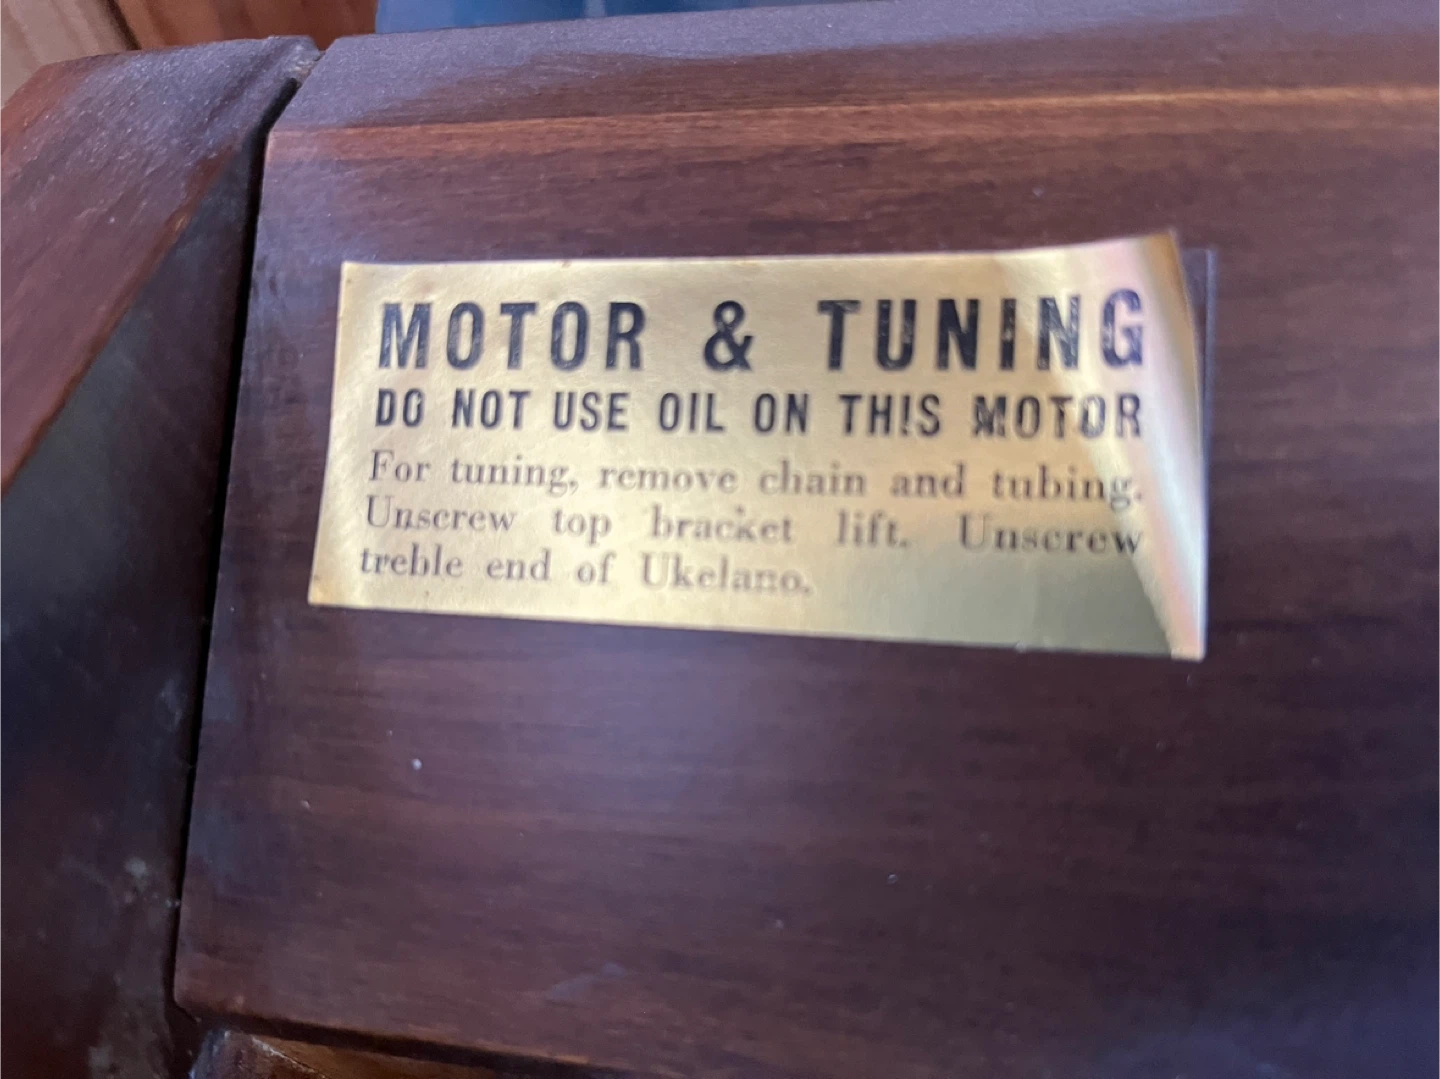 MOTOR & TUNING
DO NOT USE OIL ON THIS MOTOR
For tuning, remove chain and tubing.
Unscrew top bracket lift. Unscrew
treble end of Ukelano.